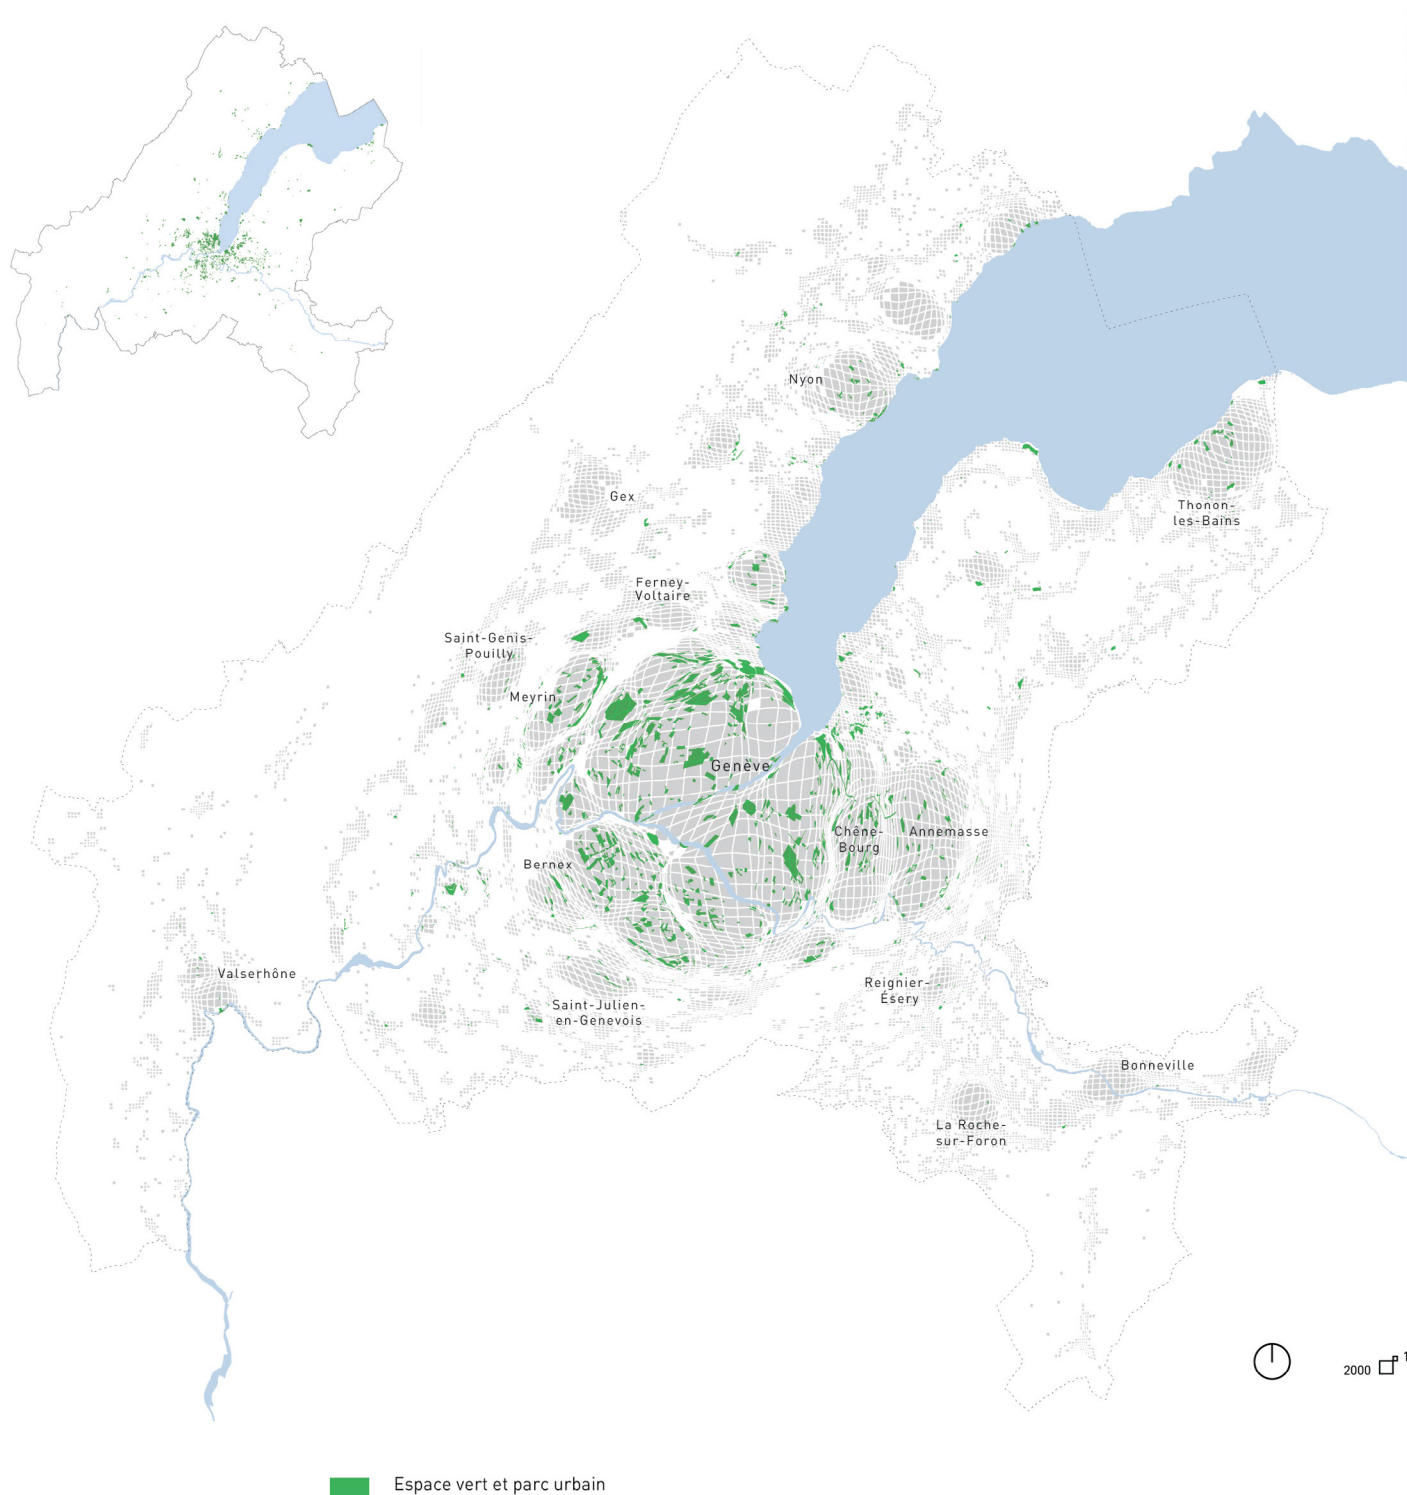 Nyon
Thonon-
les-Bains
Gex
Ferney-
Voltaire
Saint-Genis-
Pouilly
Meyrin
Genève
Chêne-
Bourg
Annemasse
Bernex
Valserhône
Reignier-
Ésery
Saint-Julien-
en-Genevois
Bonneville
La Roche-
sur-Foron
2000
Espace vert et parc urbain